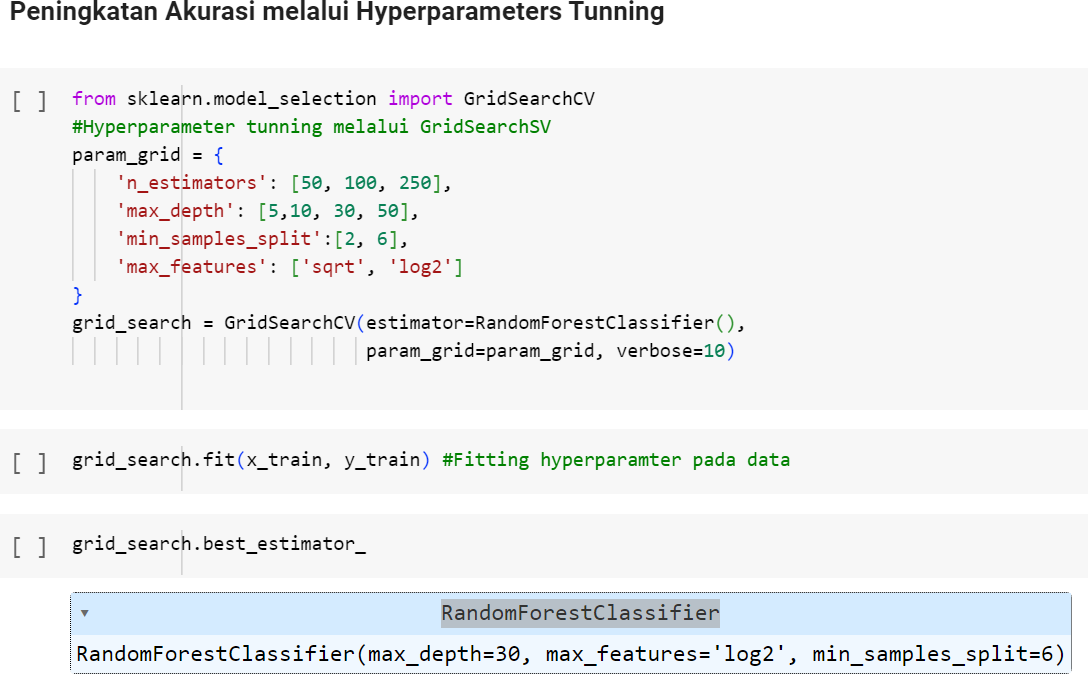 Peningkatan Akurasi melalui Hyperparameters Tunning
[ ] from sklearn.model_selection import GridSearchCV
#Hyperparameter tunning melalui GridSearchSV
param_grid = {
'n_estimators': [50, 100, 250],
'max_depth': [5,10, 30, 50],
'min_samples_split':[2, 6],
'max_features': ['sqrt', 'log2']
}
grid_search = GridSearchCV(estimator=RandomForestClassifier(),
param_grid=param_grid, verbose=10)
[ ] grid_search.fit(x_train, y_train) #Fitting hyperparamter pada data
[ ] grid_search.best_estimator_
▾ RandomForestClassifier
RandomForestClassifier(max_depth=30, max_features='log2', min_samples_split=6)